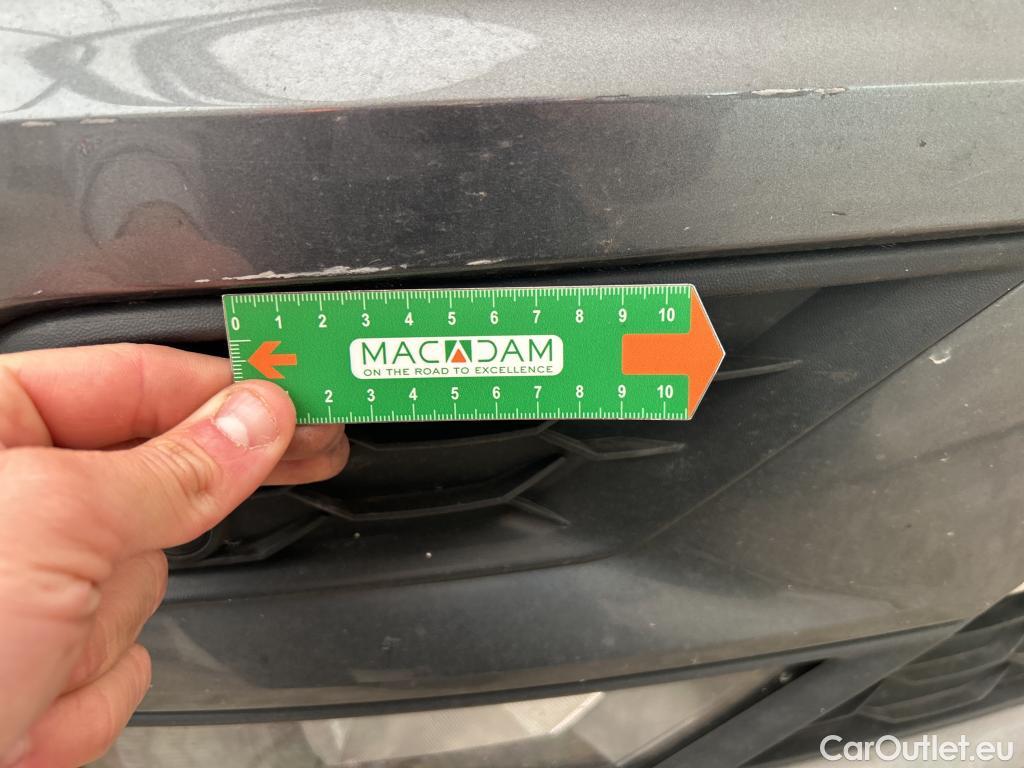 0 1 2 3 4 5 6 7 8 9 10
MACADAM
ON THE ROAD TO EXCELLENCE
2 3 4 5 6 7 8 9 10
CarOutlet.eu